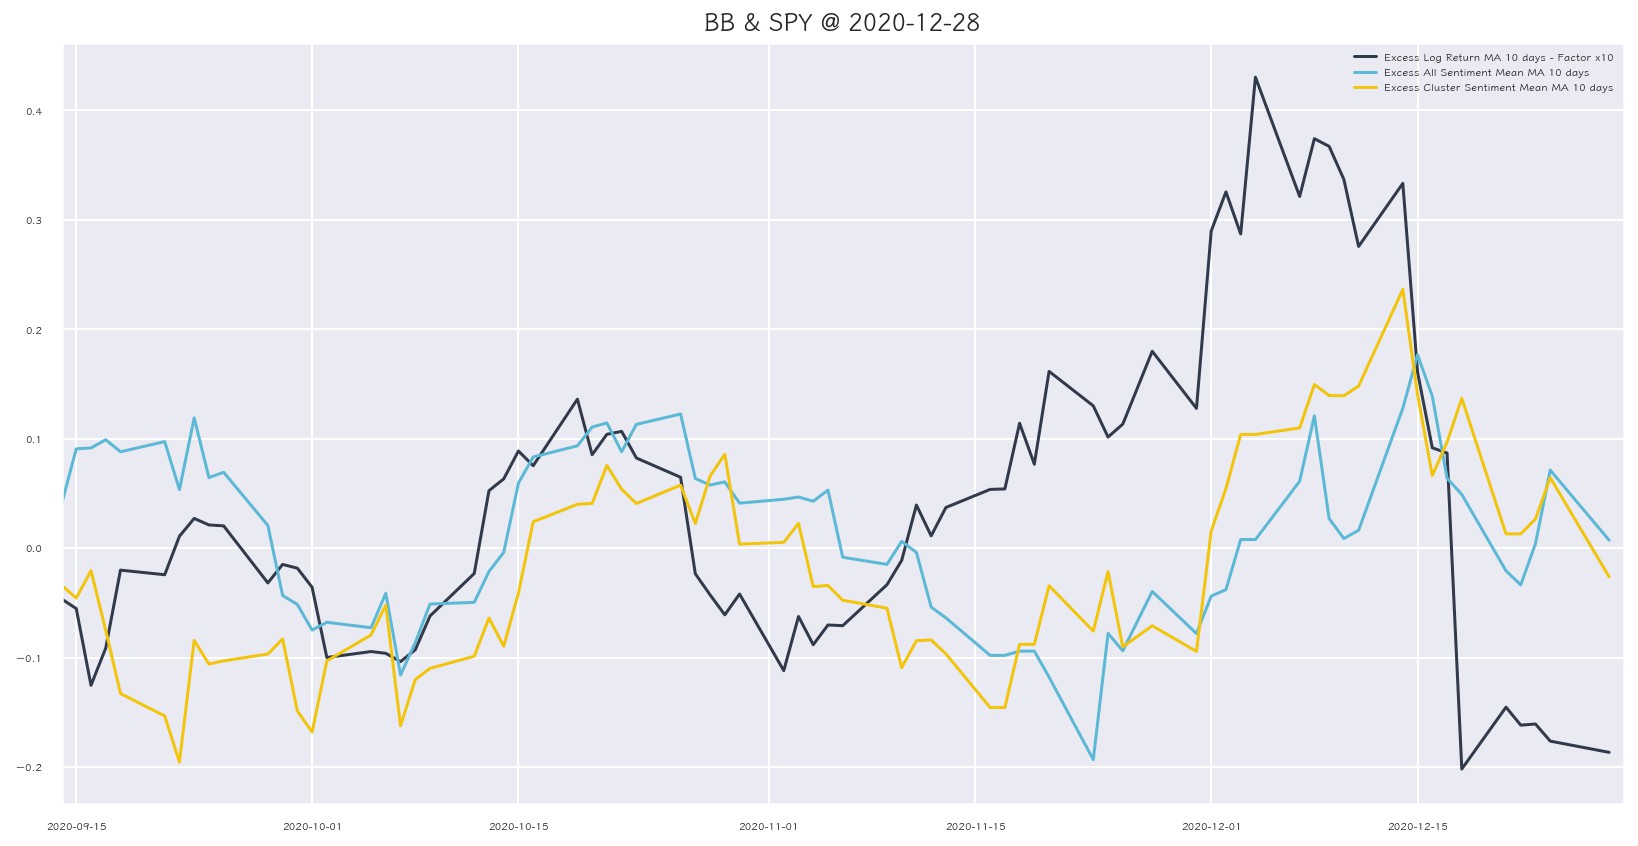 BB & SPY @ 2020-12-28
Excess Log Return MA 10 days - Factor x10
Excess All Sentiment Mean MA 10 days
Excess Cluster Sentiment Mean MA 10 days
0.4
0.3
0.2
0.1
0.0
−0.1
−0.2
2020-09-15 2020-10-01 2020-10-15 2020-11-01 2020-11-15 2020-12-01 2020-12-15